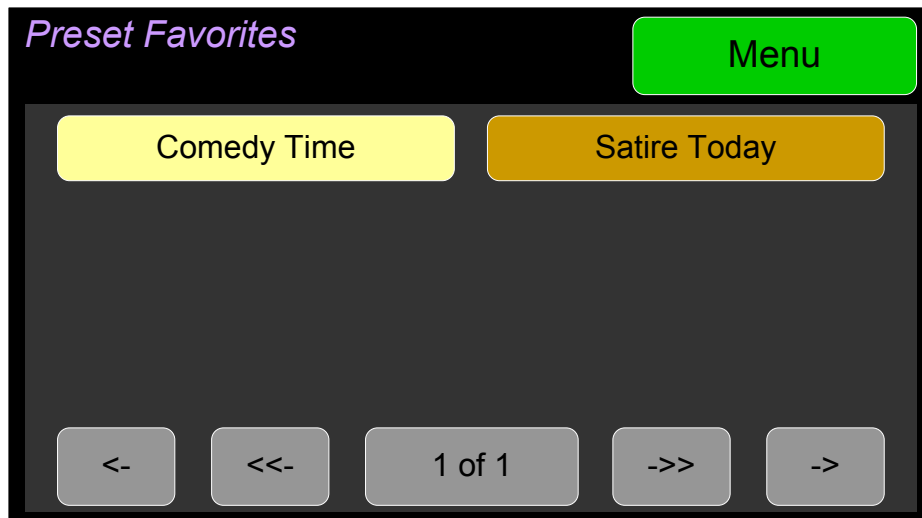 Preset Favorites
Menu
Comedy Time
Satire Today
<-
<<-
1 of 1
->>
->